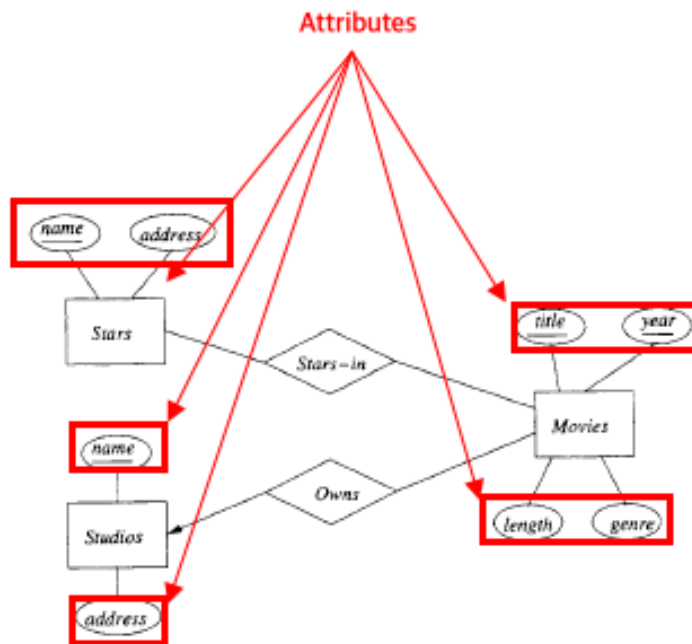 Attributes
name address
Stars
title year
Stars-in
Movies
name
Owns
length genre
Studios
address